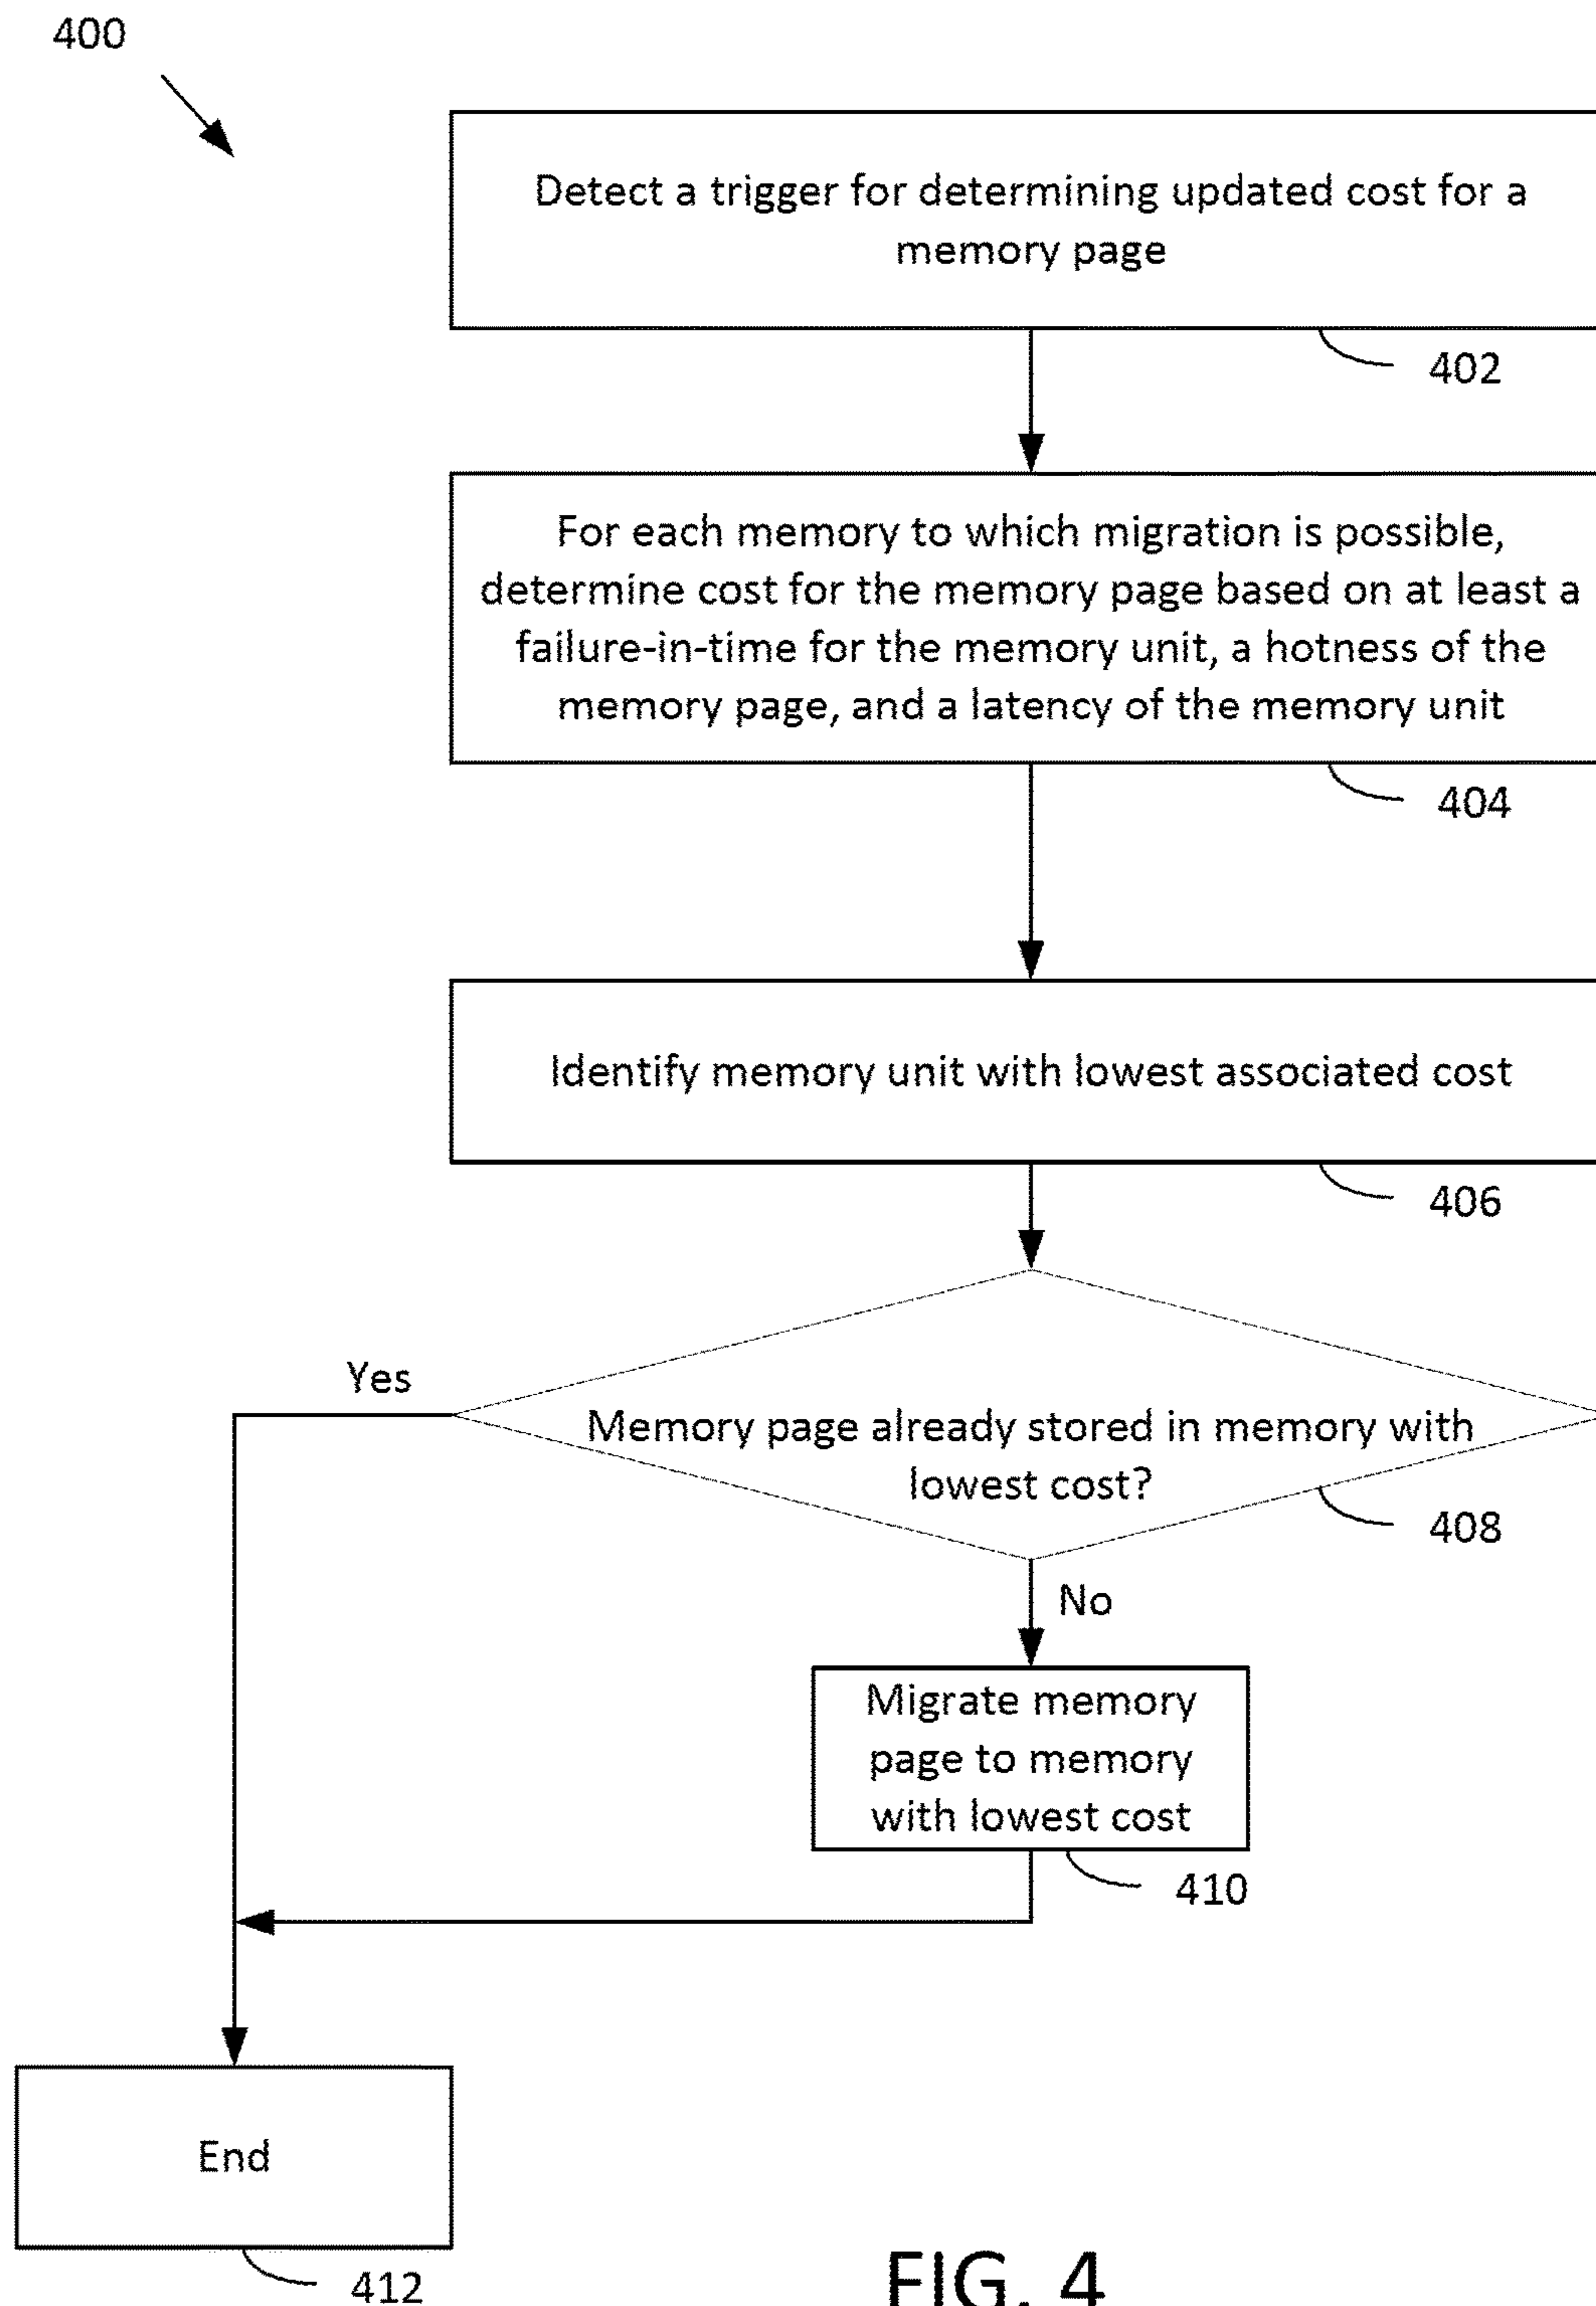 400
Detect a trigger for determining updated cost for a
memory page
402
For each memory to which migration is possible,
determine cost for the memory page based on at least a
failure-in-time for the memory unit, a hotness of the
memory page, and a latency of the memory unit
404
Identify memory unit with lowest associated cost
406
Yes
Memory page already stored in memory with
lowest cost?
408
No
Migrate memory
page to memory
with lowest cost
410
End
412
FIG. 4